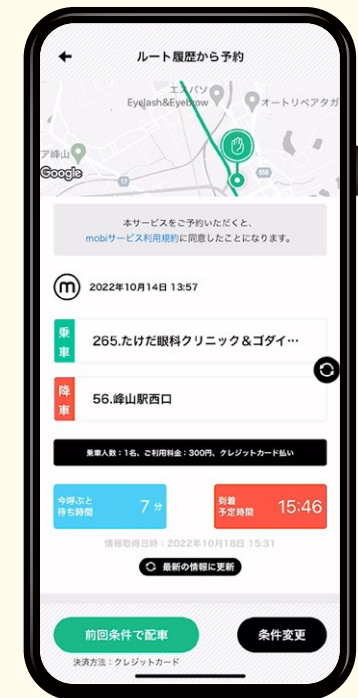 ルート履歴から予約
エスパソ
Eyelash&Eyebrow
オートリペアタガ
ア峰山
Google
本サービスをご予約いただくと、
mobiサービス利用規約に同意したことになります。
m 2022年10月14日 13:57
乗車 265.たけだ眼科クリニック＆ゴダイ…
降車 56.峰山駅西口
乗車人数：1名、ご利用料金：300円、クレジットカード払い
今呼ぶと
待ち時間 7 分
到着
予定時間 15:46
情報取得日時：2022年10月18日 15:31
最新の情報に更新
前回条件で配車 条件変更
決済方法：クレジットカード